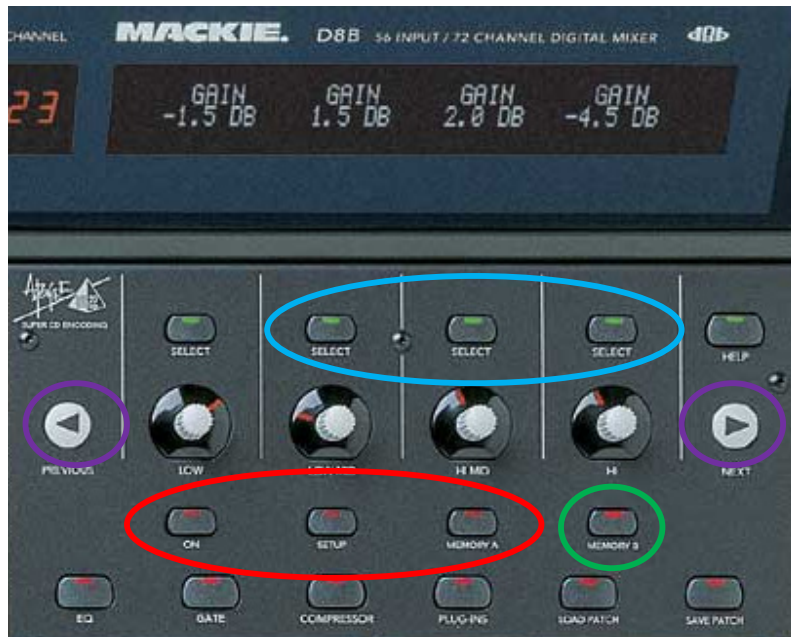 CHANNEL MACKIE. D8B 56 INPUT / 72 CHANNEL DIGITAL MIXER d8b
23 GAIN GAIN GAIN GAIN
-1.5 DB 1.5 DB 2.0 DB -4.5 DB
APOGEE
SUPER CD ENCODING
SELECT SELECT SELECT SELECT HELP
PREVIOUS LOW HI MID HI NEXT
ON SETUP MEMORY A MEMORY B
EQ GATE COMPRESSOR PLUG-INS LOAD PATCH SAVE PATCH